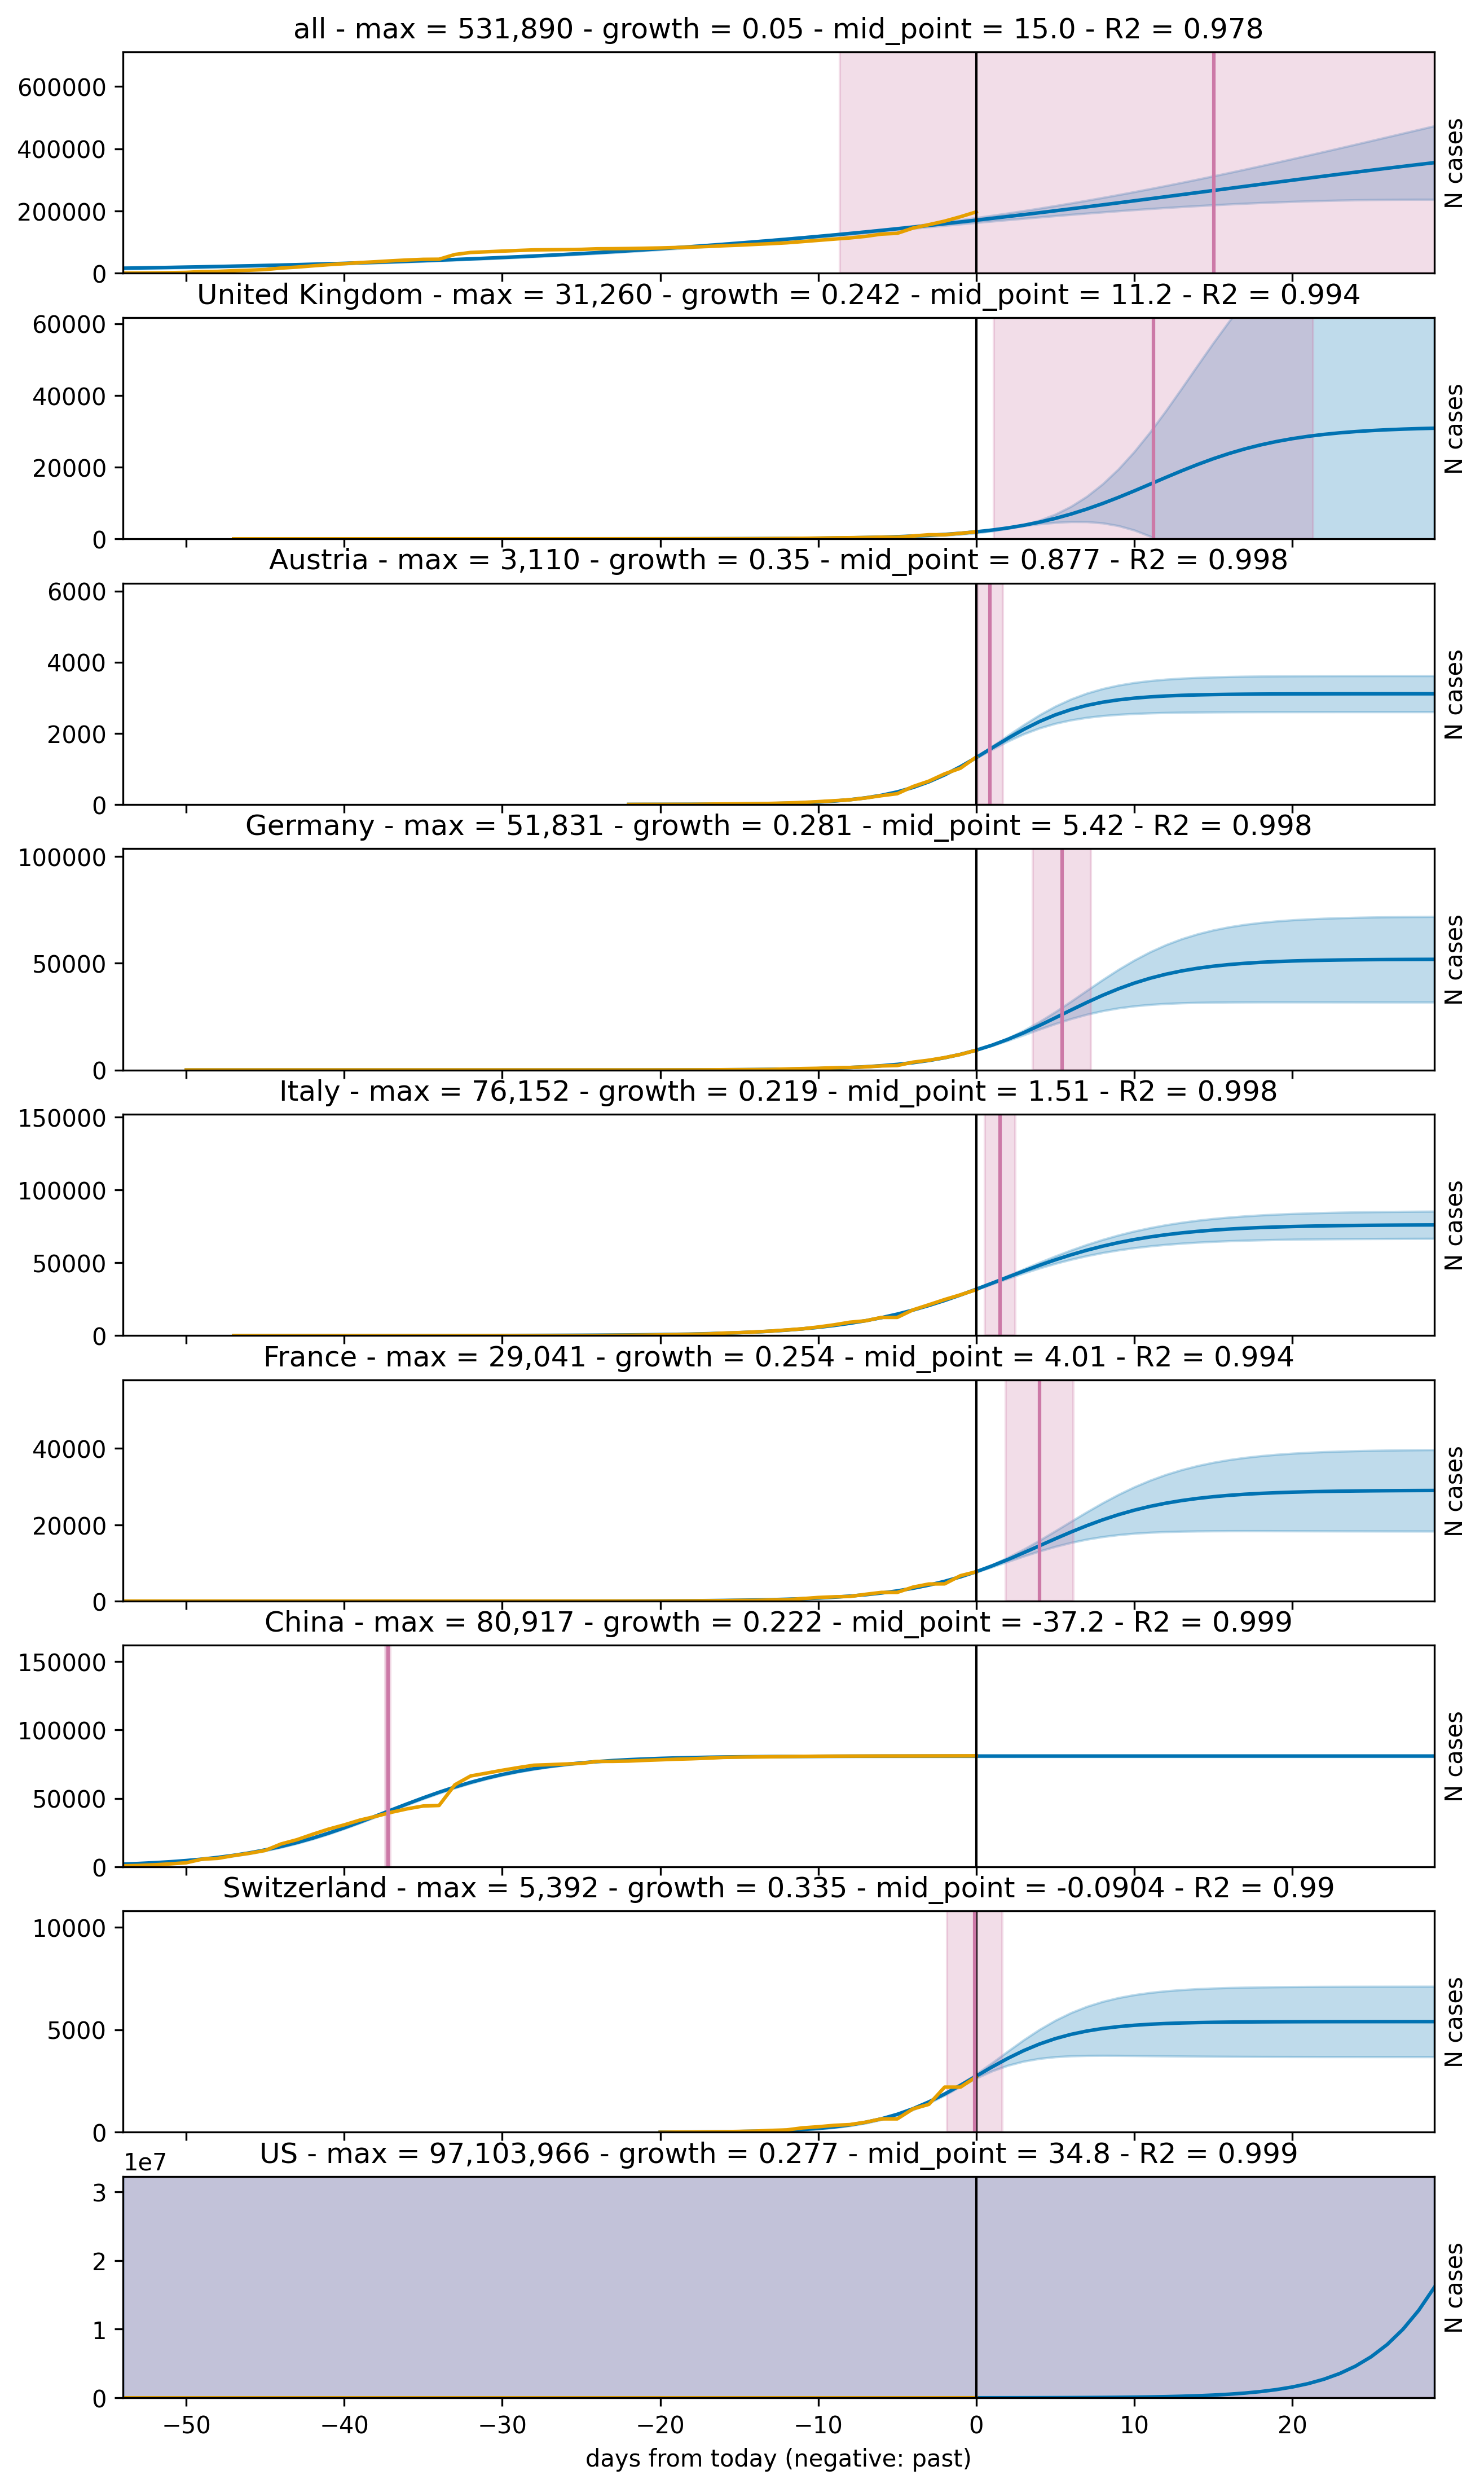 all - max = 531,890 - growth = 0.05 - mid_point = 15.0 - R2 = 0.978
600000
400000
200000
0
N cases
United Kingdom - max = 31,260 - growth = 0.242 - mid_point = 11.2 - R2 = 0.994
60000
40000
20000
0
N cases
Austria - max = 3,110 - growth = 0.35 - mid_point = 0.877 - R2 = 0.998
6000
4000
2000
0
N cases
Germany - max = 51,831 - growth = 0.281 - mid_point = 5.42 - R2 = 0.998
100000
50000
0
N cases
Italy - max = 76,152 - growth = 0.219 - mid_point = 1.51 - R2 = 0.998
150000
100000
50000
0
N cases
France - max = 29,041 - growth = 0.254 - mid_point = 4.01 - R2 = 0.994
40000
20000
0
N cases
China - max = 80,917 - growth = 0.222 - mid_point = -37.2 - R2 = 0.999
150000
100000
50000
0
N cases
Switzerland - max = 5,392 - growth = 0.335 - mid_point = -0.0904 - R2 = 0.99
10000
5000
0
N cases
US - max = 97,103,966 - growth = 0.277 - mid_point = 34.8 - R2 = 0.999
1e7
3
2
1
0
N cases
−50 −40 −30 −20 −10 0 10 20
days from today (negative: past)